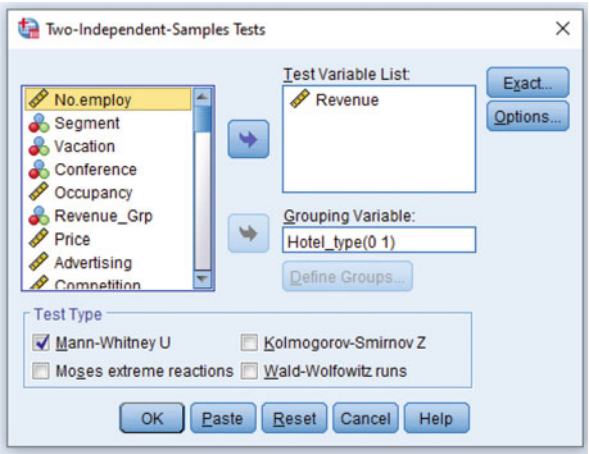 Two-Independent-Samples Tests
No.employ
Segment
Vacation
Conference
Occupancy
Revenue_Grp
Price
Advertising
Competition
Test Variable List:
Revenue
Exact...
Options...
Grouping Variable:
Hotel_type(0 1)
Define Groups...
Test Type
Mann-Whitney U
Kolmogorov-Smirnov Z
Moses extreme reactions
Wald-Wolfowitz runs
OK
Paste
Reset
Cancel
Help